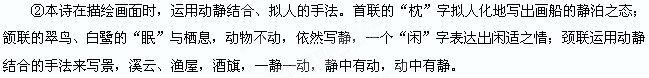 ②本诗在描绘画面时，运用动静结合、拟人的手法。首联的“枕”字拟人化地写出画船的静泊之态；
颔联的翠鸟、白鹭的“眠”与栖息，动物不动，依然写静，一个“闲”字表达出闲适之情；颈联运用动静
结合的手法来写景，溪云、渔屋，酒旗，一静一动，静中有动，动中有静。